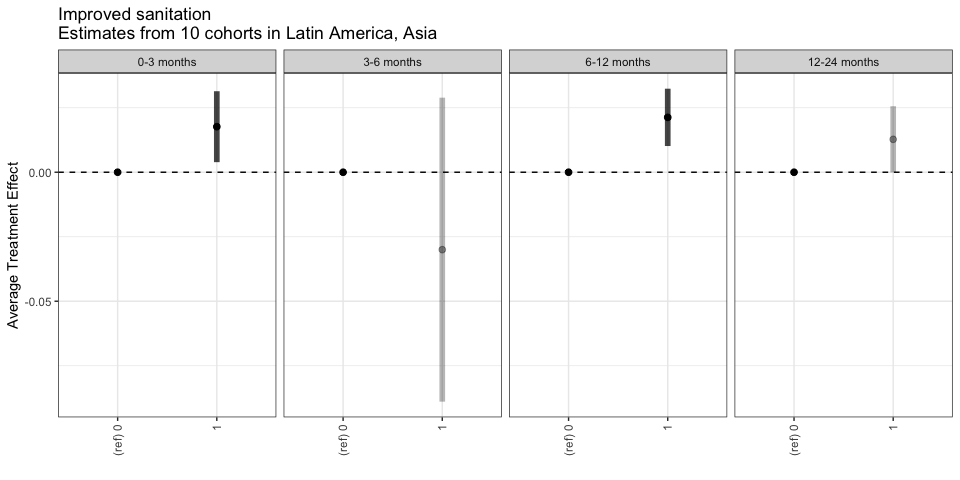 Improved sanitation
Estimates from 10 cohorts in Latin America, Asia
0-3 months
3-6 months
6-12 months
12-24 months
Average Treatment Effect
0.00
-0.05
(ref) 0
1
(ref) 0
1
(ref) 0
1
(ref) 0
1